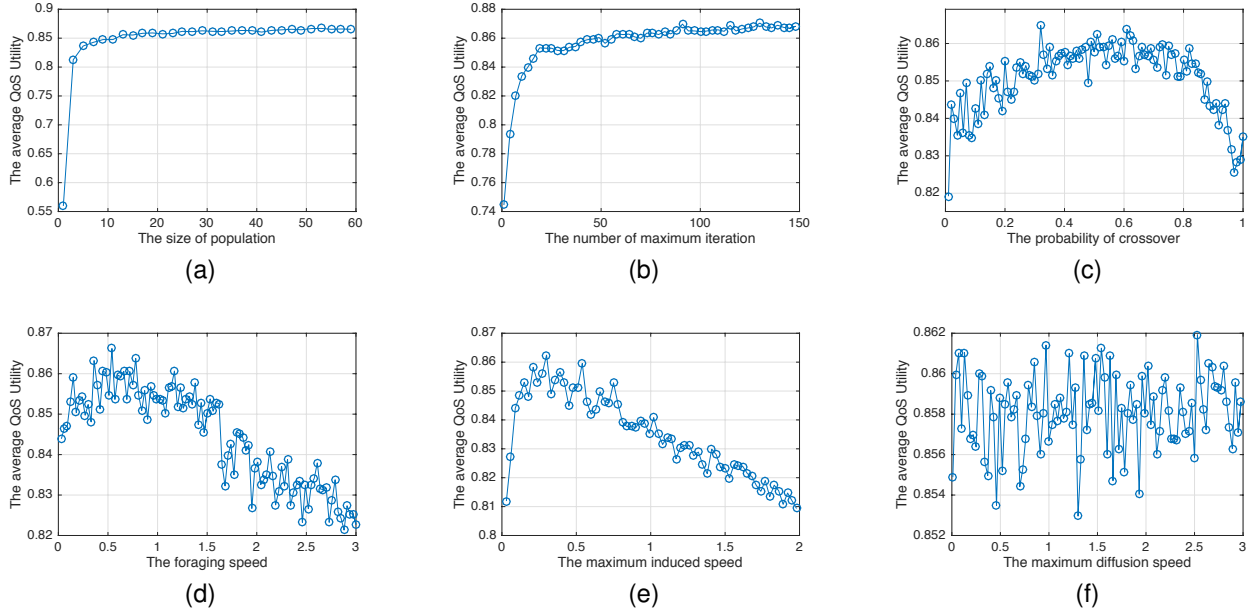 The average QoS Utility
0.9
0.85
0.8
0.75
0.7
0.65
0.6
0.55
0 10 20 30 40 50 60
The size of population
(a)
The average QoS Utility
0.88
0.86
0.84
0.82
0.8
0.78
0.76
0.74
0 50 100 150
The number of maximum iteration
(b)
The average QoS Utility
0.86
0.85
0.84
0.83
0.82
0 0.2 0.4 0.6 0.8 1
The probability of crossover
(c)
The average QoS Utility
0.87
0.86
0.85
0.84
0.83
0.82
0 0.5 1 1.5 2 2.5 3
The foraging speed
(d)
The average QoS Utility
0.87
0.86
0.85
0.84
0.83
0.82
0.81
0.8
0 0.5 1 1.5 2
The maximum induced speed
(e)
The average QoS Utility
0.862
0.86
0.858
0.856
0.854
0.852
0 0.5 1 1.5 2 2.5 3
The maximum diffusion speed
(f)